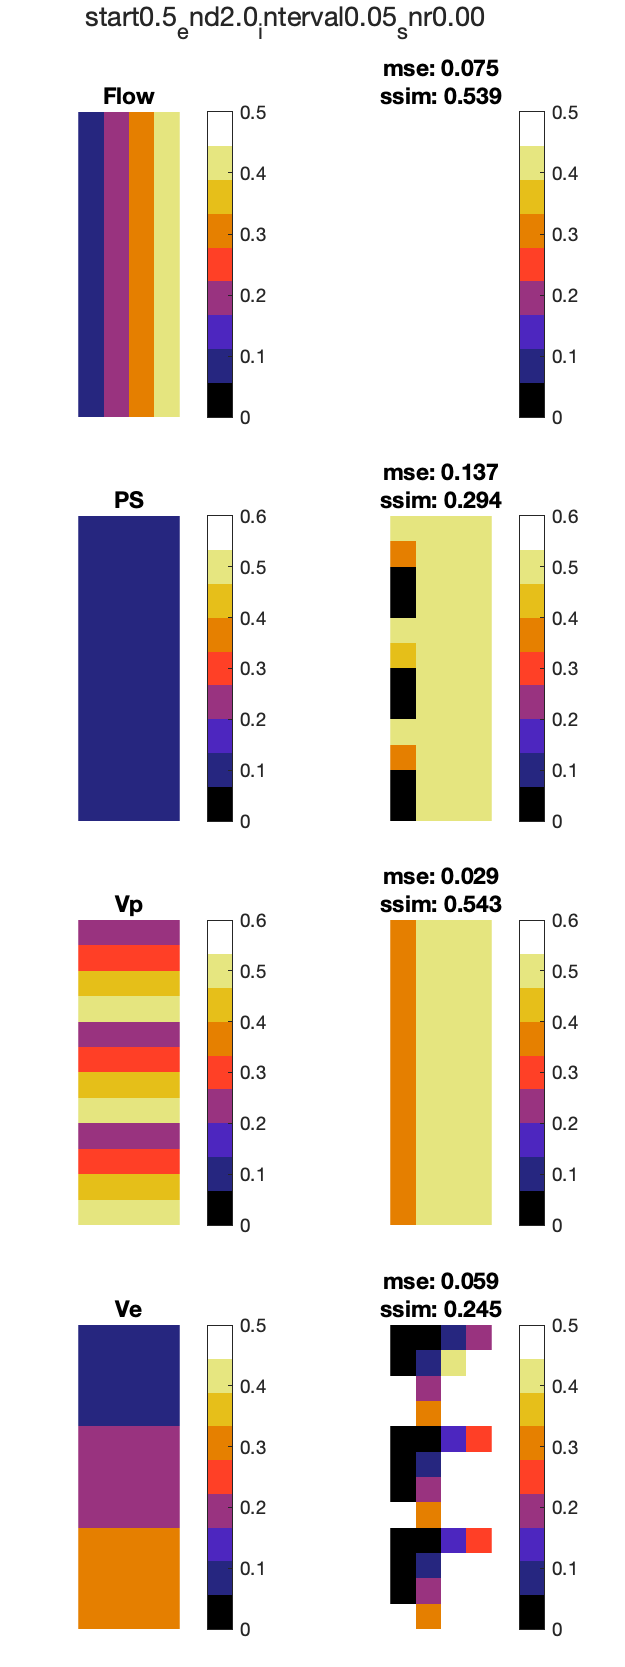 start0.5end2.0interval0.05snr0.00
mse: 0.075
Flow ssim: 0.539
0.5 0.5
0.4 0.4
0.3 0.3
0.2 0.2
0.1 0.1
0 0
mse: 0.137
PS ssim: 0.294
0.6 0.6
0.5 0.5
0.4 0.4
0.3 0.3
0.2 0.2
0.1 0.1
0 0
mse: 0.029
Vp ssim: 0.543
0.6 0.6
0.5 0.5
0.4 0.4
0.3 0.3
0.2 0.2
0.1 0.1
0 0
mse: 0.059
Ve ssim: 0.245
0.5 0.5
0.4 0.4
0.3 0.3
0.2 0.2
0.1 0.1
0 0